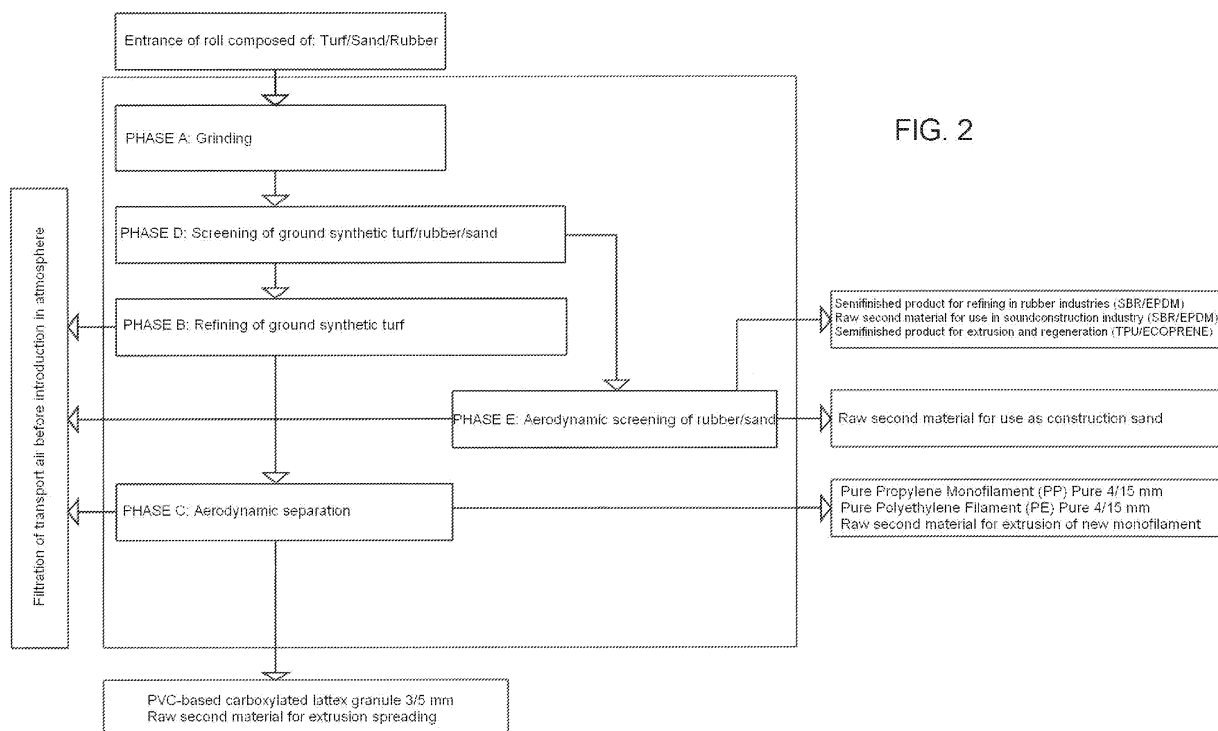 Entrance of roll composed of: Turf/Sand/Rubber
FIG. 2
PHASE A: Grinding
PHASE D: Screening of ground synthetic turf/rubber/sand
PHASE B: Refining of ground synthetic turf
Filtration of transport air before introduction in atmosphere
Semifinished product for refining in rubber industries (SBR/EPDM)
Raw second material for use in soundconstruction industry (SBR/EPDM)
Semifinished product for extrusion and regeneration (TPU/ECOPRENE)
PHASE E: Aerodynamic screening of rubber/sand
Raw second material for use as construction sand
PHASE C: Aerodynamic separation
Pure Propylene Monofilament (PP) Pure 4/15 mm
Pure Polyethylene Filament (PE) Pure 4/15 mm
Raw second material for extrusion of new monofilament
PVC-based carboxylated lattex granule 3/5 mm
Raw second material for extrusion spreading